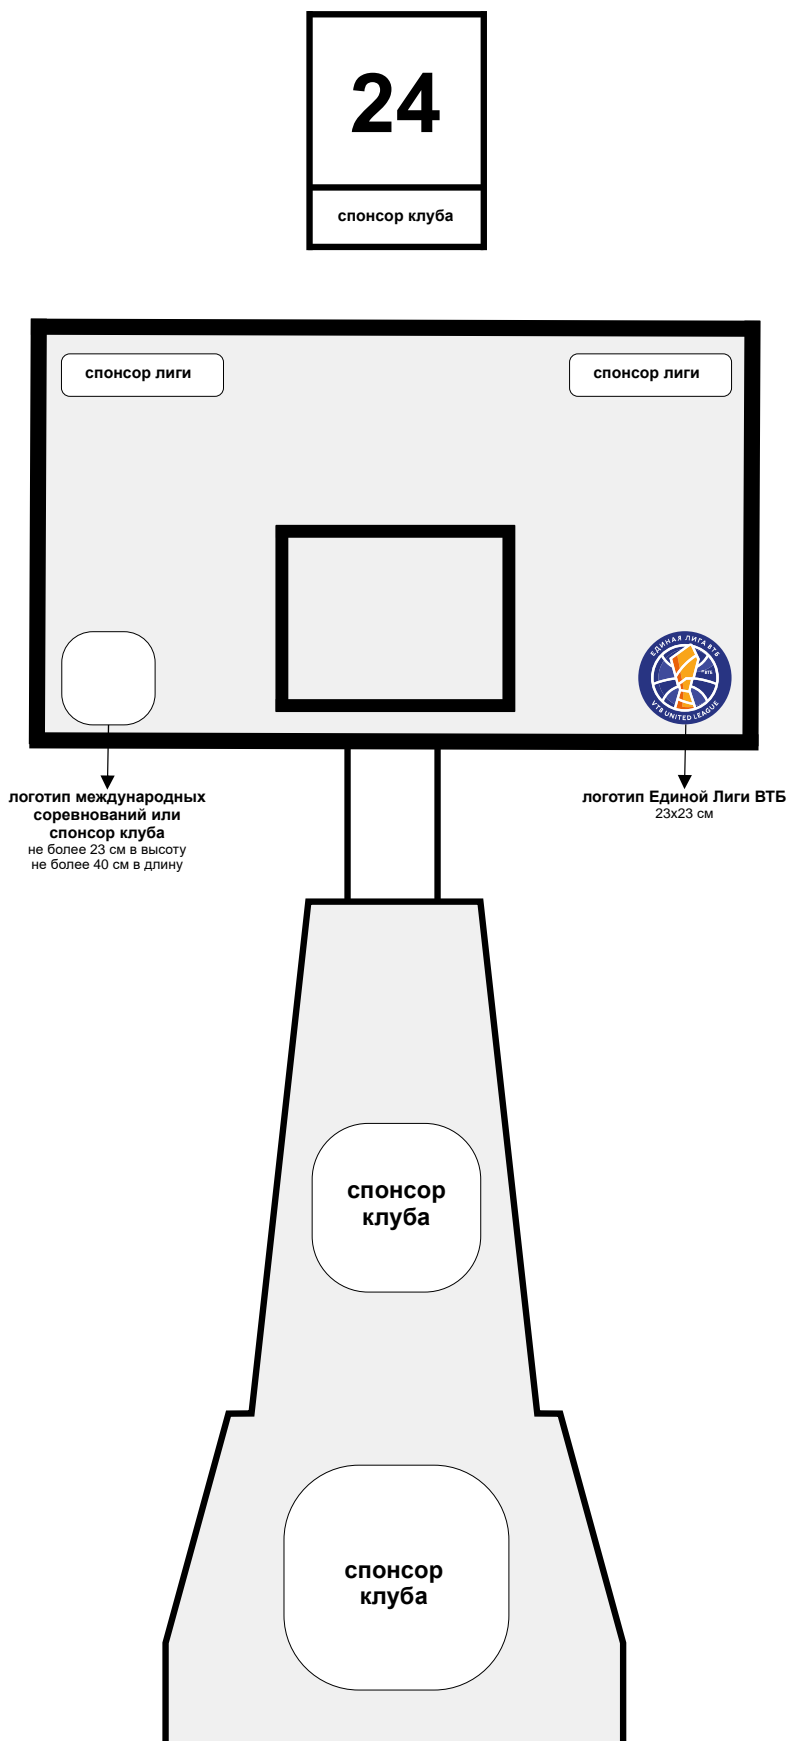 24
спонсор клуба
спонсор лиги
спонсор лиги
ЕДИНАЯ ЛИГА ВТБ
ВТБ
VTB UNITED LEAGUE
логотип международных
соревнований или
спонсор клуба
не более 23 см в высоту
не более 40 см в длину
логотип Единой Лиги ВТБ
23х23 см
спонсор
клуба
спонсор
клуба